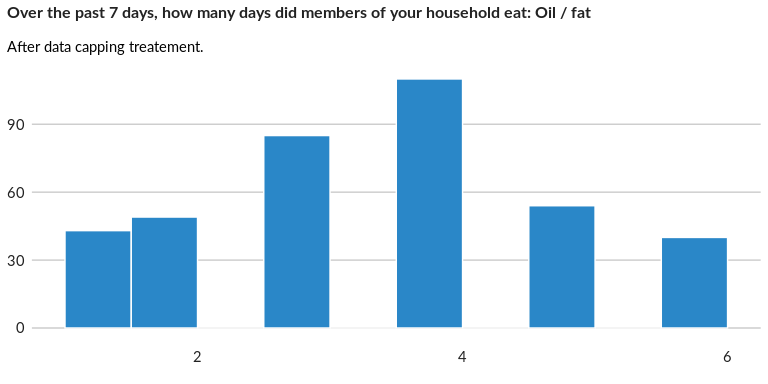 Over the past 7 days, how many days did members of your household eat: Oil / fat
After data capping treatement.
90
60
30
0
2 4 6